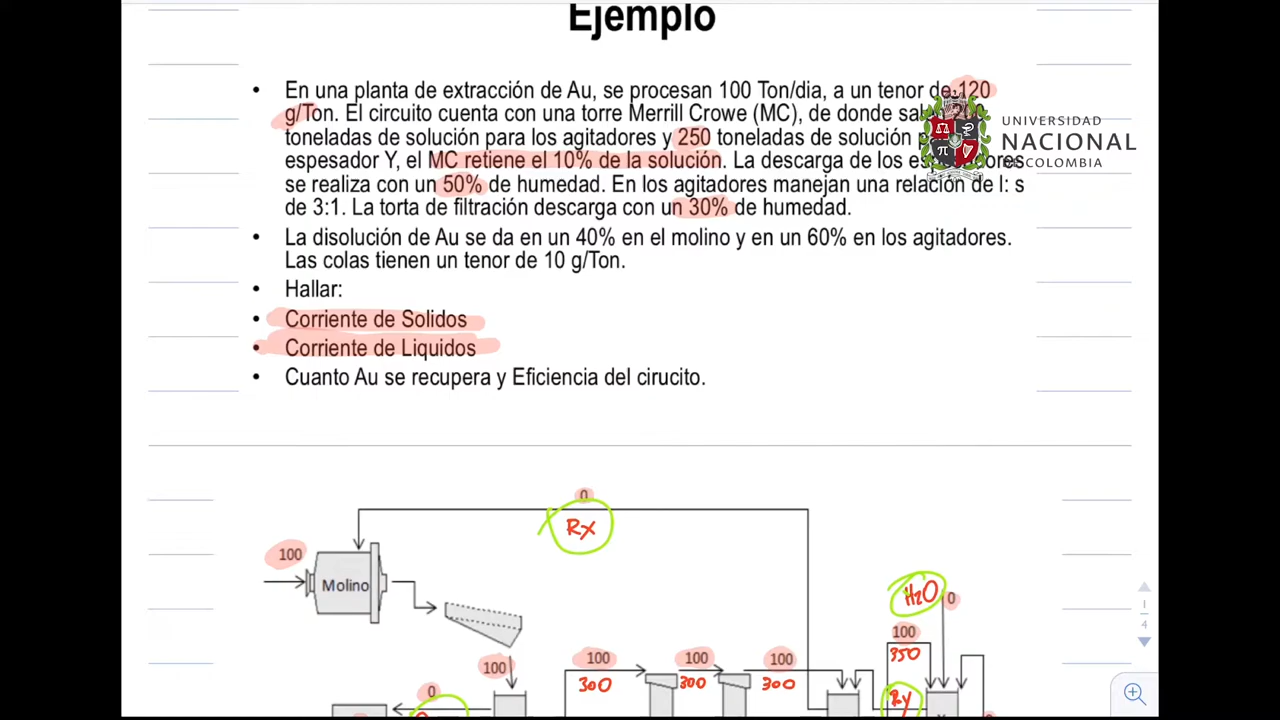 Ejemplo
• En una planta de extracción de Au, se procesan 100 Ton/dia, a un tenor de 120
g/Ton. El circuito cuenta con una torre Merrill Crowe (MC), de donde
toneladas de solución para los agitadores y 250 toneladas de solución
espesador Y, el MC retiene el 10% de la solución. La descarga de los
se realiza con un 50% de humedad. En los agitadores manejan una relación de l: s
de 3:1. La torta de filtración descarga con un 30% de humedad.
• La disolución de Au se da en un 40% en el molino y en un 60% en los agitadores.
Las colas tienen un tenor de 10 g/Ton.
• Hallar:
• Corriente de Solidos
• Corriente de Liquidos
• Cuanto Au se recupera y Eficiencia del cirucito.
UNIVERSIDAD
NACIONAL
DE COLOMBIA
0
Rx
100
Molino
H2O
0
100
350
100
100
300
100
300
100
300
0
Ry
1
4